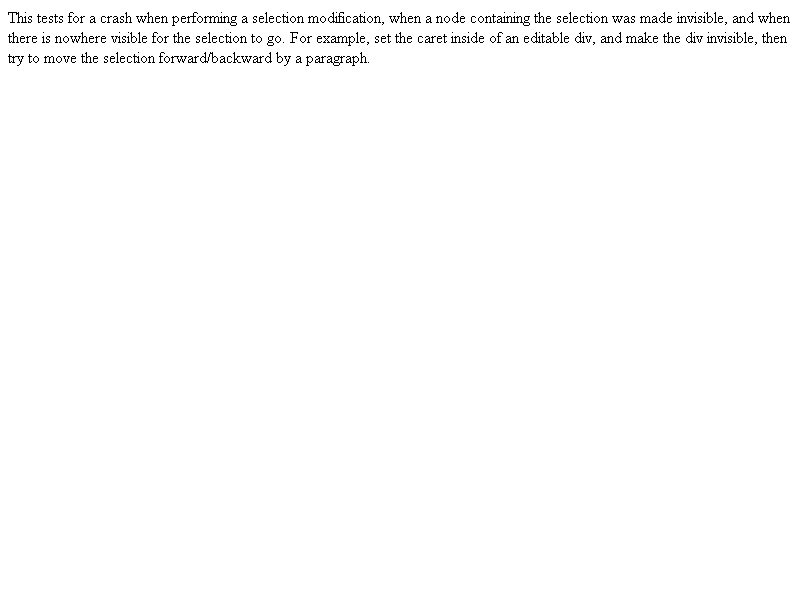 This tests for a crash when performing a selection modification, when a node containing the selection was made invisible, and when
there is nowhere visible for the selection to go. For example, set the caret inside of an editable div, and make the div invisible, then
try to move the selection forward/backward by a paragraph.